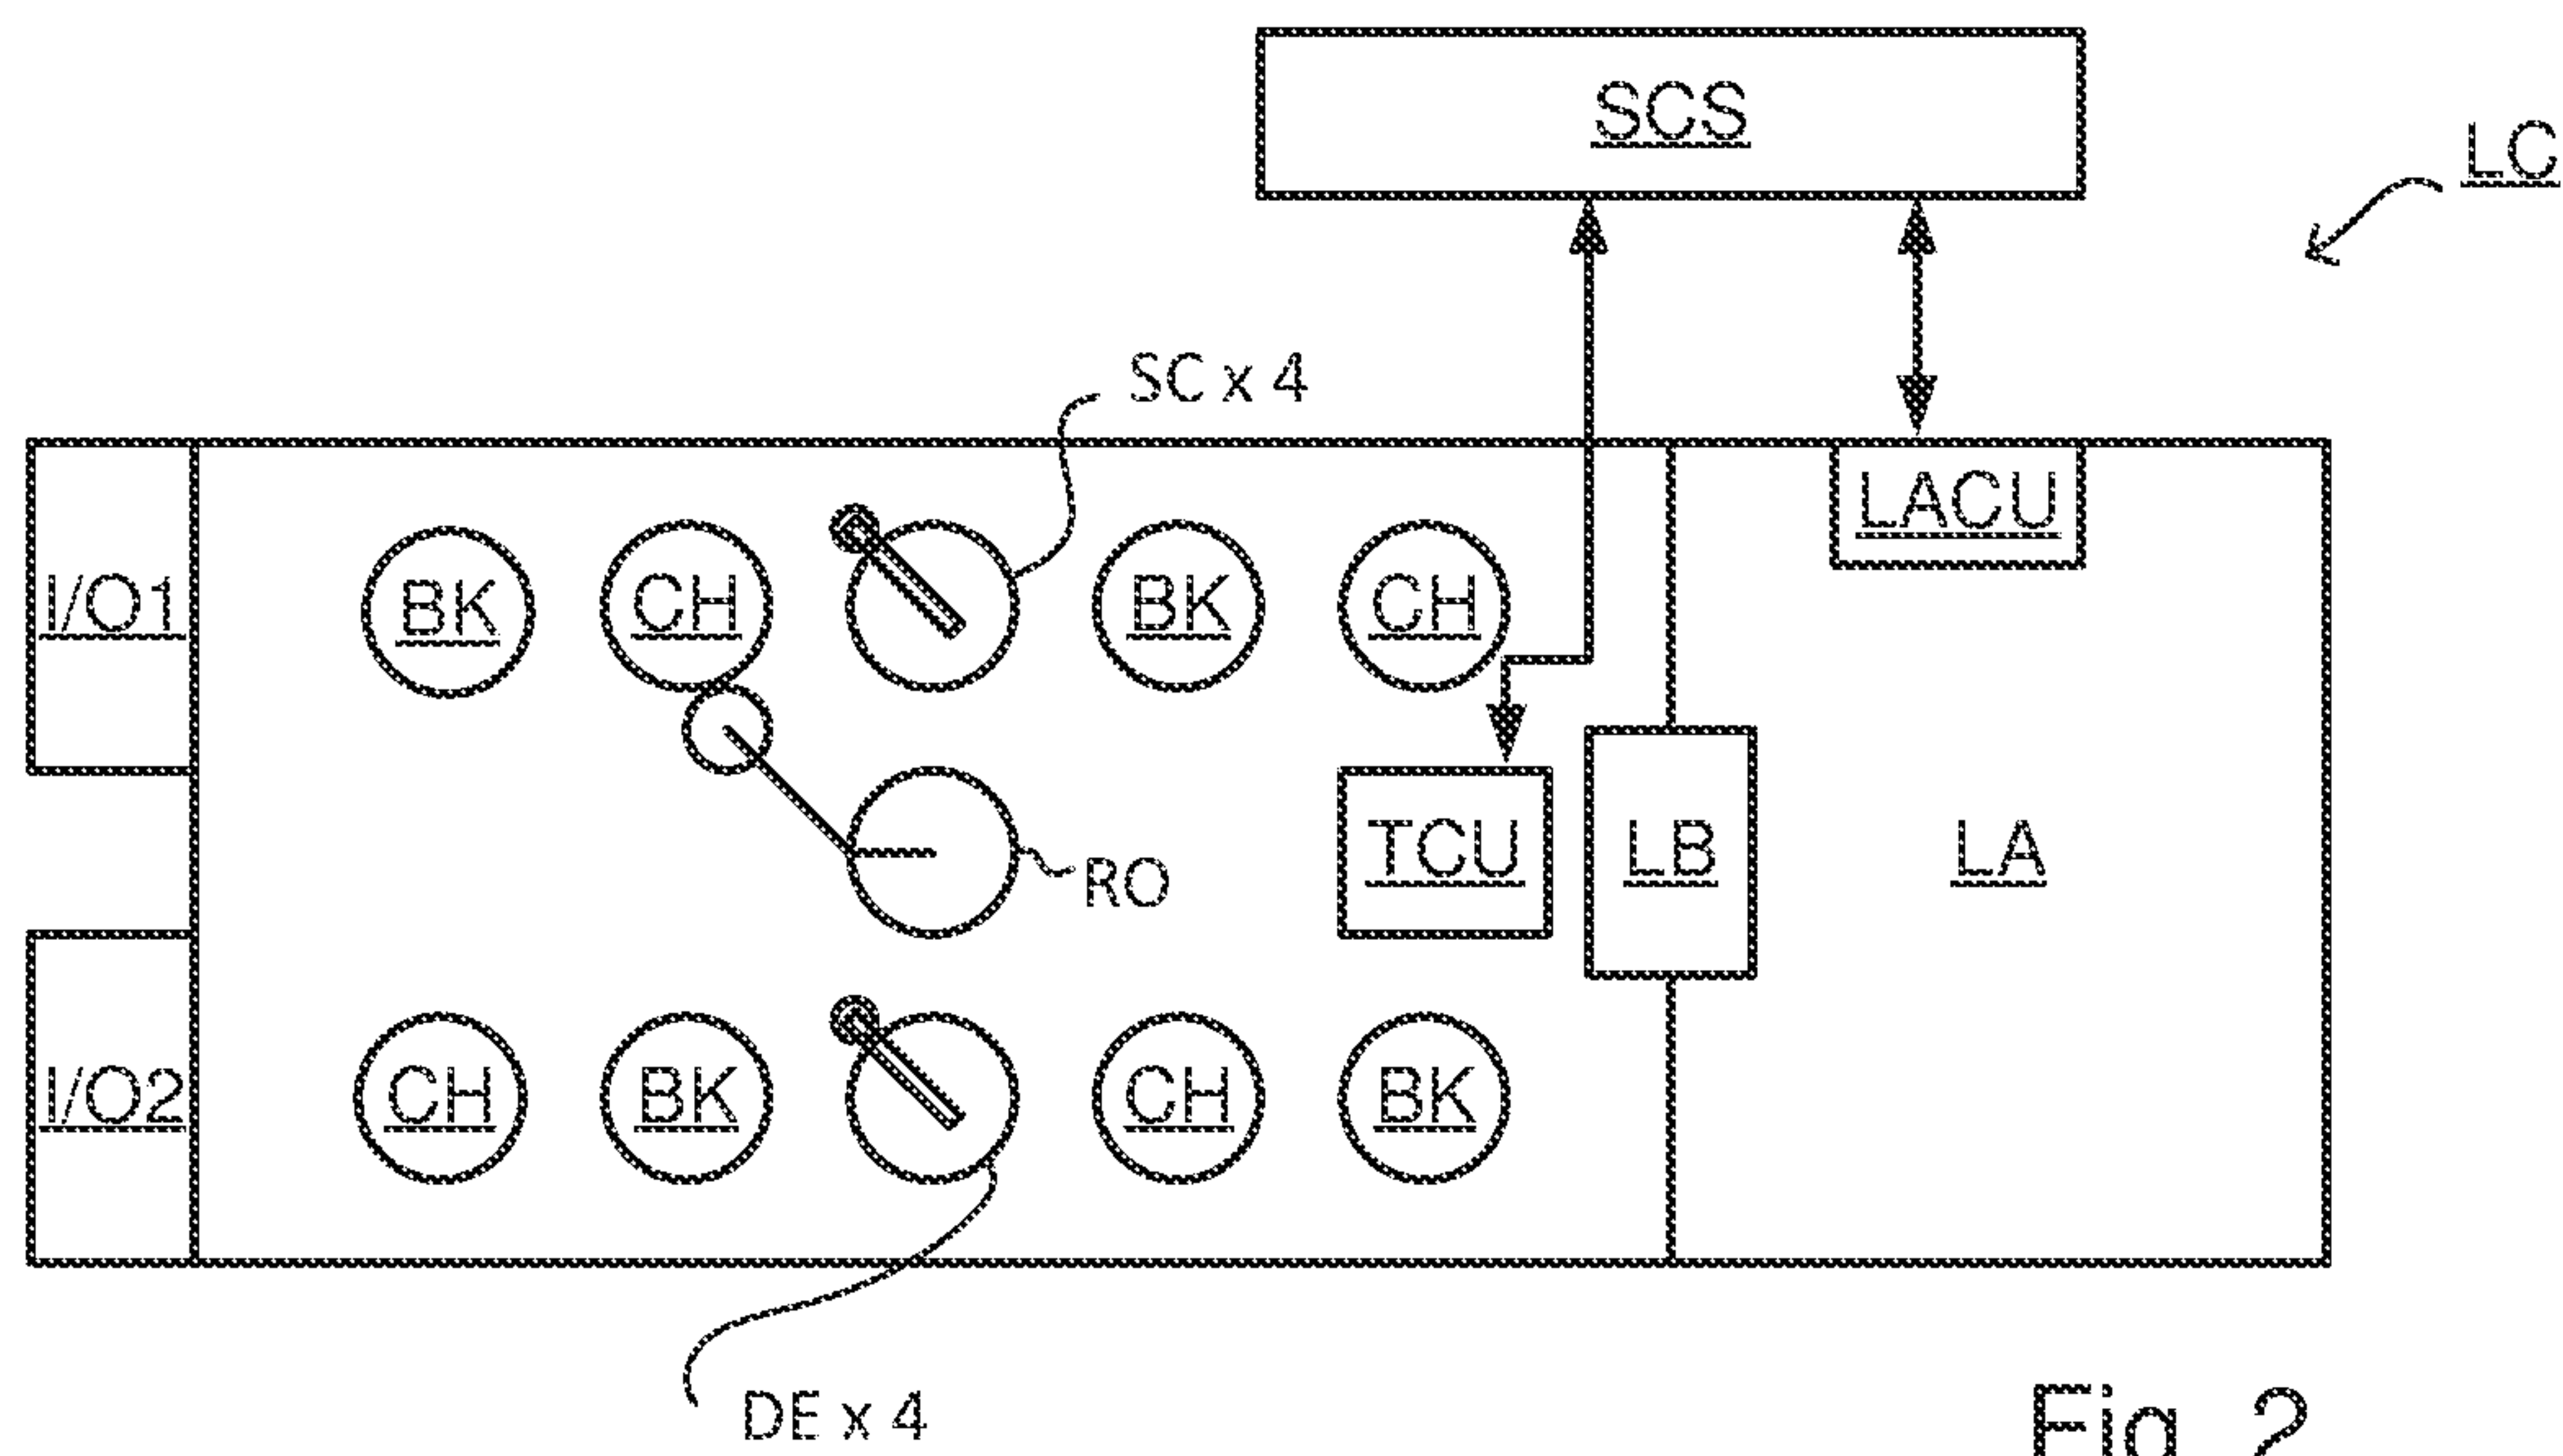 SCS
LC
SC x 4
LACU
I/O1
BK
CH
BK
CH
RO
TCU
LB
LA
I/O2
CH
BK
CH
BK
DE x 4
Fig. 2